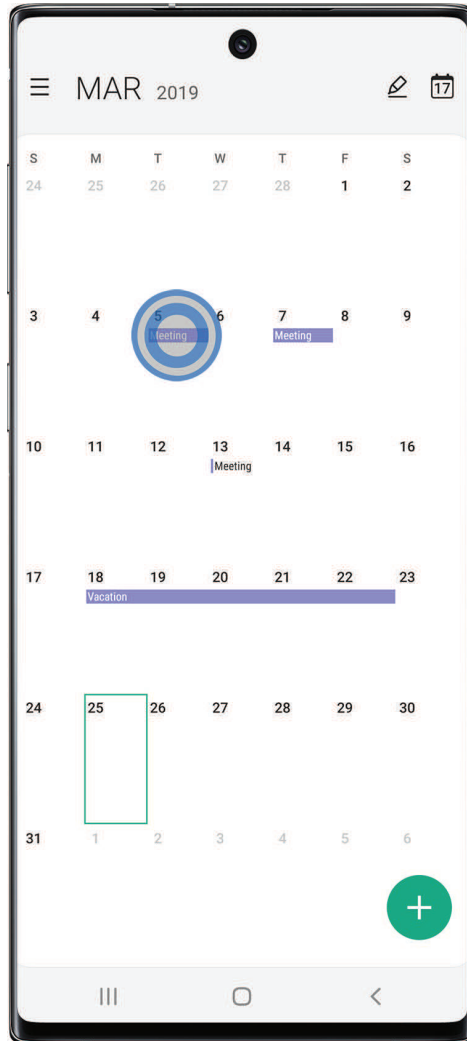 MAR 2019 17
S M T W T F S
24 25 26 27 28 1 2
3 4 5 6 7 8 9
Meeting Meeting
10 11 12 13 14 15 16
Meeting
17 18 19 20 21 22 23
Vacation
24 25 26 27 28 29 30
31 1 2 3 4 5 6